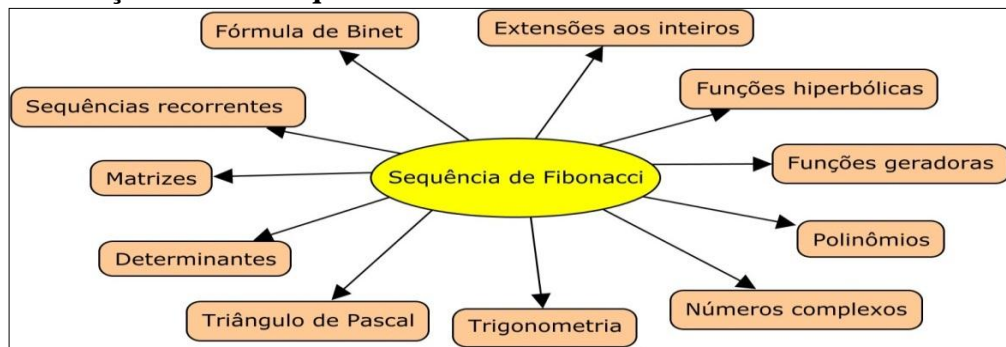 Fórmula de Binet
Extensões aos inteiros
Sequências recorrentes
Funções hiperbólicas
Matrizes
Sequência de Fibonacci
Funções geradoras
Determinantes
Polinômios
Triângulo de Pascal
Trigonometria
Números complexos